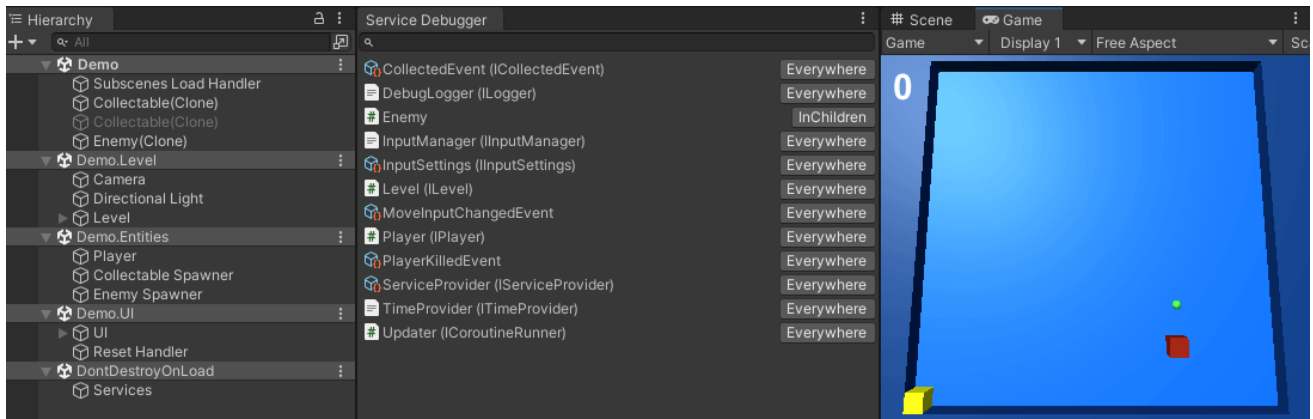 Hierarchy
All
Demo
Subscenes Load Handler
Collectable(Clone)
Collectable(Clone)
Enemy(Clone)
Demo.Level
Camera
Directional Light
Level
Demo.Entities
Player
Collectable Spawner
Enemy Spawner
Demo.UI
UI
Reset Handler
DontDestroyOnLoad
Services
Service Debugger
CollectedEvent (ICollectedEvent) Everywhere
DebugLogger (ILogger) Everywhere
Enemy InChildren
InputManager (IInputManager) Everywhere
InputSettings (IInputSettings) Everywhere
Level (ILevel) Everywhere
MoveInputChangedEvent Everywhere
Player (IPlayer) Everywhere
PlayerKilledEvent Everywhere
ServiceProvider (IServiceProvider) Everywhere
TimeProvider (ITimeProvider) Everywhere
Updater (ICoroutineRunner) Everywhere
Scene Game
Game Display 1 Free Aspect Sc
0